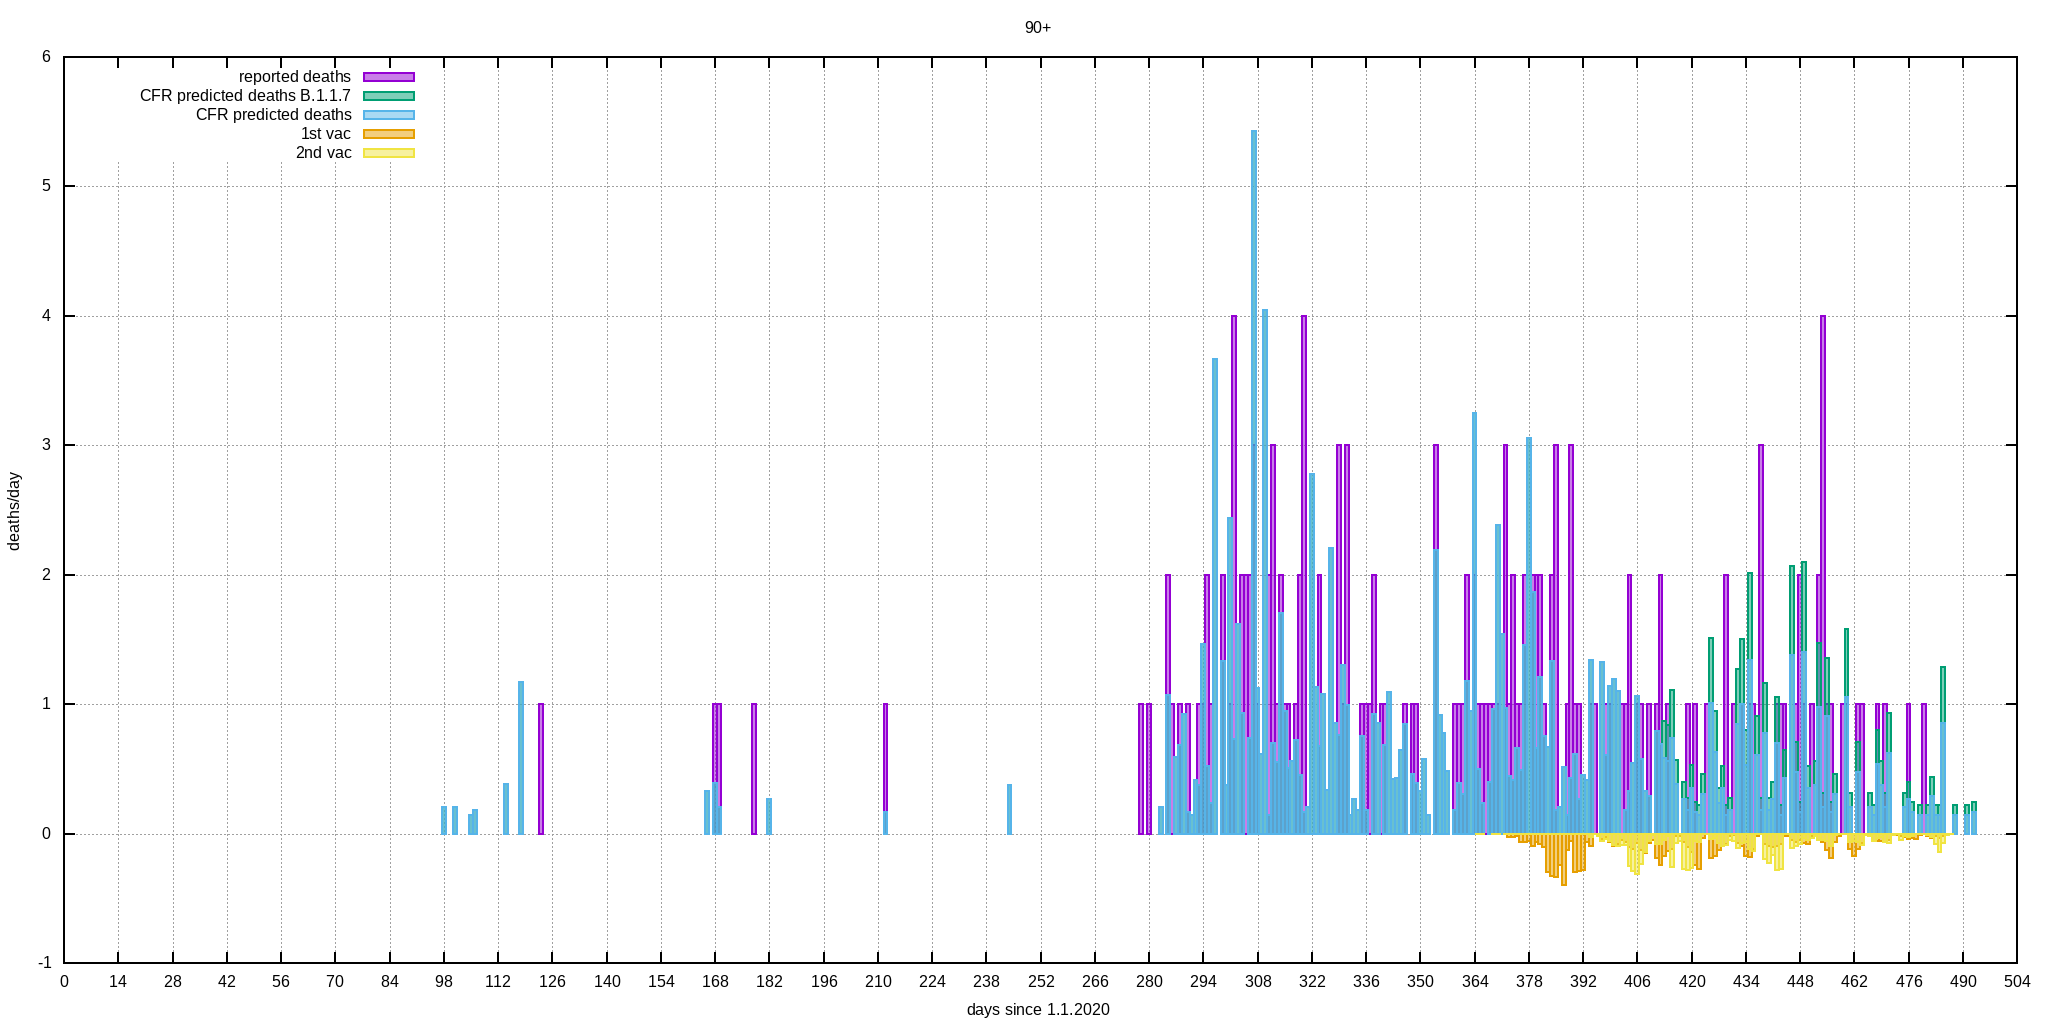 90+
reported deaths
CFR predicted deaths B.1.1.7
CFR predicted deaths
1st vac
2nd vac
6
5
4
3
2
1
0
-1
deaths/day
0 14 28 42 56 70 84 98 112 126 140 154 168 182 196 210 224 238 252 266 280 294 308 322 336 350 364 378 392 406 420 434 448 462 476 490 504
days since 1.1.2020